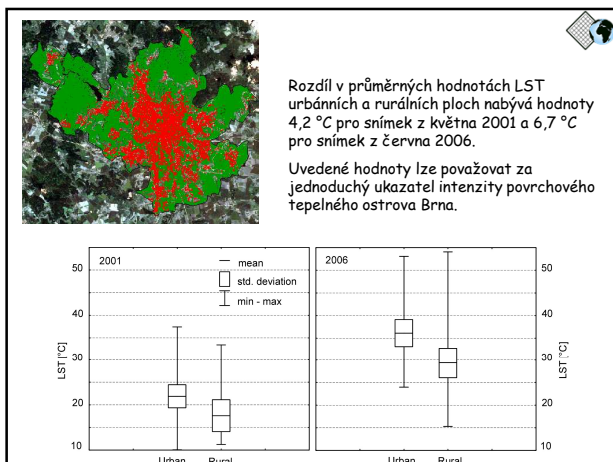 Rozdíl v průměrných hodnotách LST
urbánních a rurálních ploch nabývá hodnoty
4,2 °C pro snímek z května 2001 a 6,7 °C
pro snímek z června 2006.
Uvedené hodnoty lze považovat za
jednoduchý ukazatel intenzity povrchového
tepelného ostrova Brna.
50
40
30
20
10
LST [°C]
2001
mean
std. deviation
min - max
Urban Rural
2006
50
40
30
20
10
LST [°C]
Urban Rural